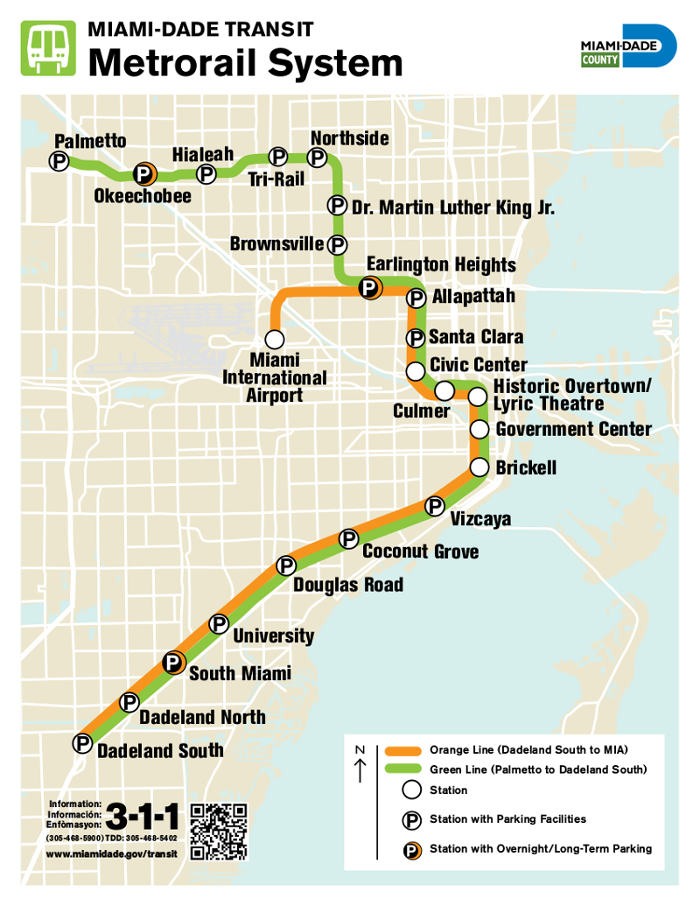 MIAMI-DADE TRANSIT
Metrorail System
MIAMI-DADE
COUNTY
Palmetto
Okeechobee
Hialeah
Tri-Rail
Northside
Dr. Martin Luther King Jr.
Brownsville
Earlington Heights
Allapattah
Santa Clara
Miami
International
Airport
Civic Center
Culmer
Historic Overtown/
Lyric Theatre
Government Center
Brickell
Vizcaya
Coconut Grove
Douglas Road
University
South Miami
Dadeland North
Dadeland South
N
Orange Line (Dadeland South to MIA)
Green Line (Palmetto to Dadeland South)
Station
P Station with Parking Facilities
P Station with Overnight/Long-Term Parking
Information:
Información:
Enfòmasyon:
3-1-1
(305-468-5900) TDD: 305-468-5402
www.miamidade.gov/transit